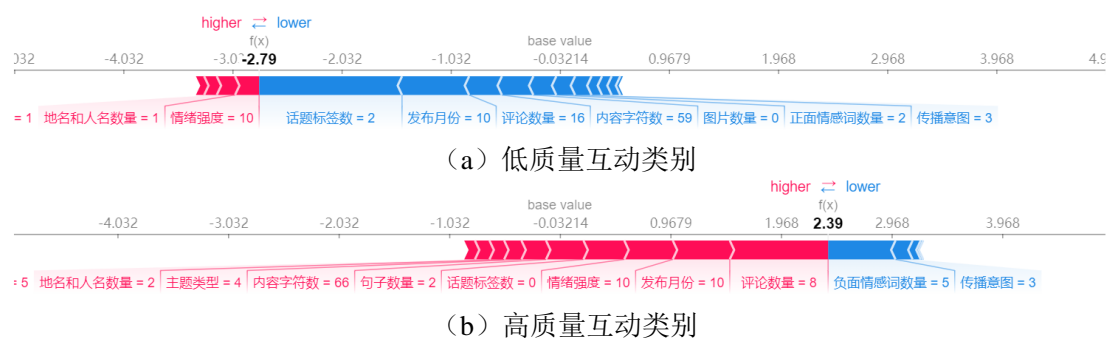 higher ⇄ lower
f(x) base value
.032 -4.032 -3.0 -2.79 -2.032 -1.032 -0.03214 0.9679 1.968 2.968 3.968 4.9
= 1 地名和人名数量 = 1 情绪强度 = 10 话题标签数 = 2 发布月份 = 10 评论数量 = 16 内容字符数 = 59 图片数量 = 0 正面情感词数量 = 2 传播意图 = 3
（a）低质量互动类别
higher ⇄ lower
base value f(x)
-4.032 -3.032 -2.032 -1.032 -0.03214 0.9679 1.968 2.39 2.968 3.968
= 5 地名和人名数量 = 2 主题类型 = 4 内容字符数 = 66 句子数量 = 2 话题标签数 = 0 情绪强度 = 10 发布月份 = 10 评论数量 = 8 负面情感词数量 = 5 传播意图 = 3
（b）高质量互动类别